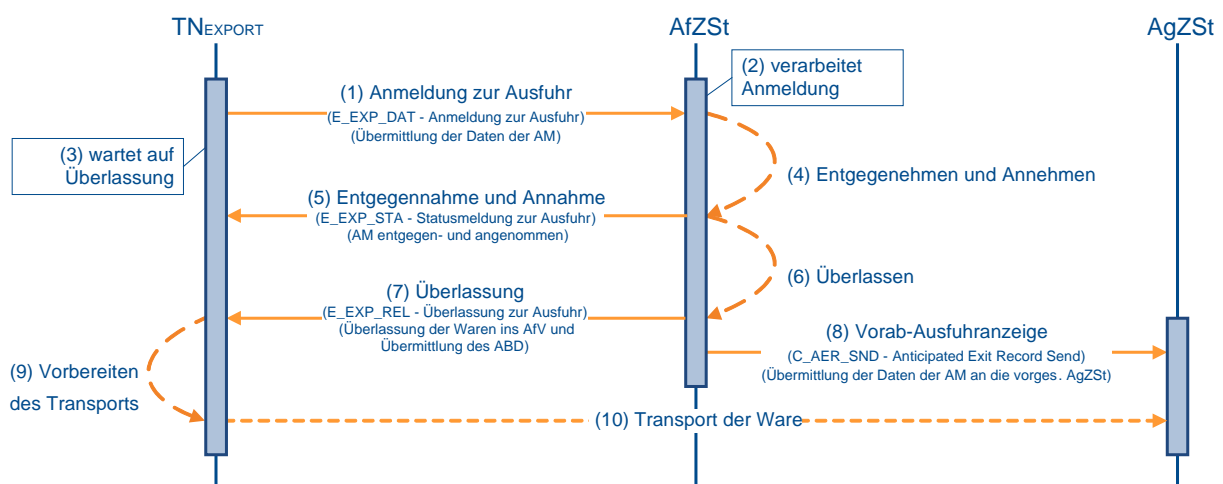 TNEXPORT
AfZSt
AgZSt
(1) Anmeldung zur Ausfuhr
(E_EXP_DAT - Anmeldung zur Ausfuhr)
(Übermittlung der Daten der AM)
(2) verarbeitet
Anmeldung
(3) wartet auf
Überlassung
(4) Entgegenehmen und Annehmen
(5) Entgegennahme und Annahme
(E_EXP_STA - Statusmeldung zur Ausfuhr)
(AM entgegen- und angenommen)
(6) Überlassen
(7) Überlassung
(E_EXP_REL - Überlassung zur Ausfuhr)
(Überlassung der Waren ins AfV und
Übermittlung des ABD)
(8) Vorab-Ausfuhranzeige
(C_AER_SND - Anticipated Exit Record Send)
(Übermittlung der Daten der AM an die vorges. AgZSt)
(9) Vorbereiten
des Transports
(10) Transport der Ware